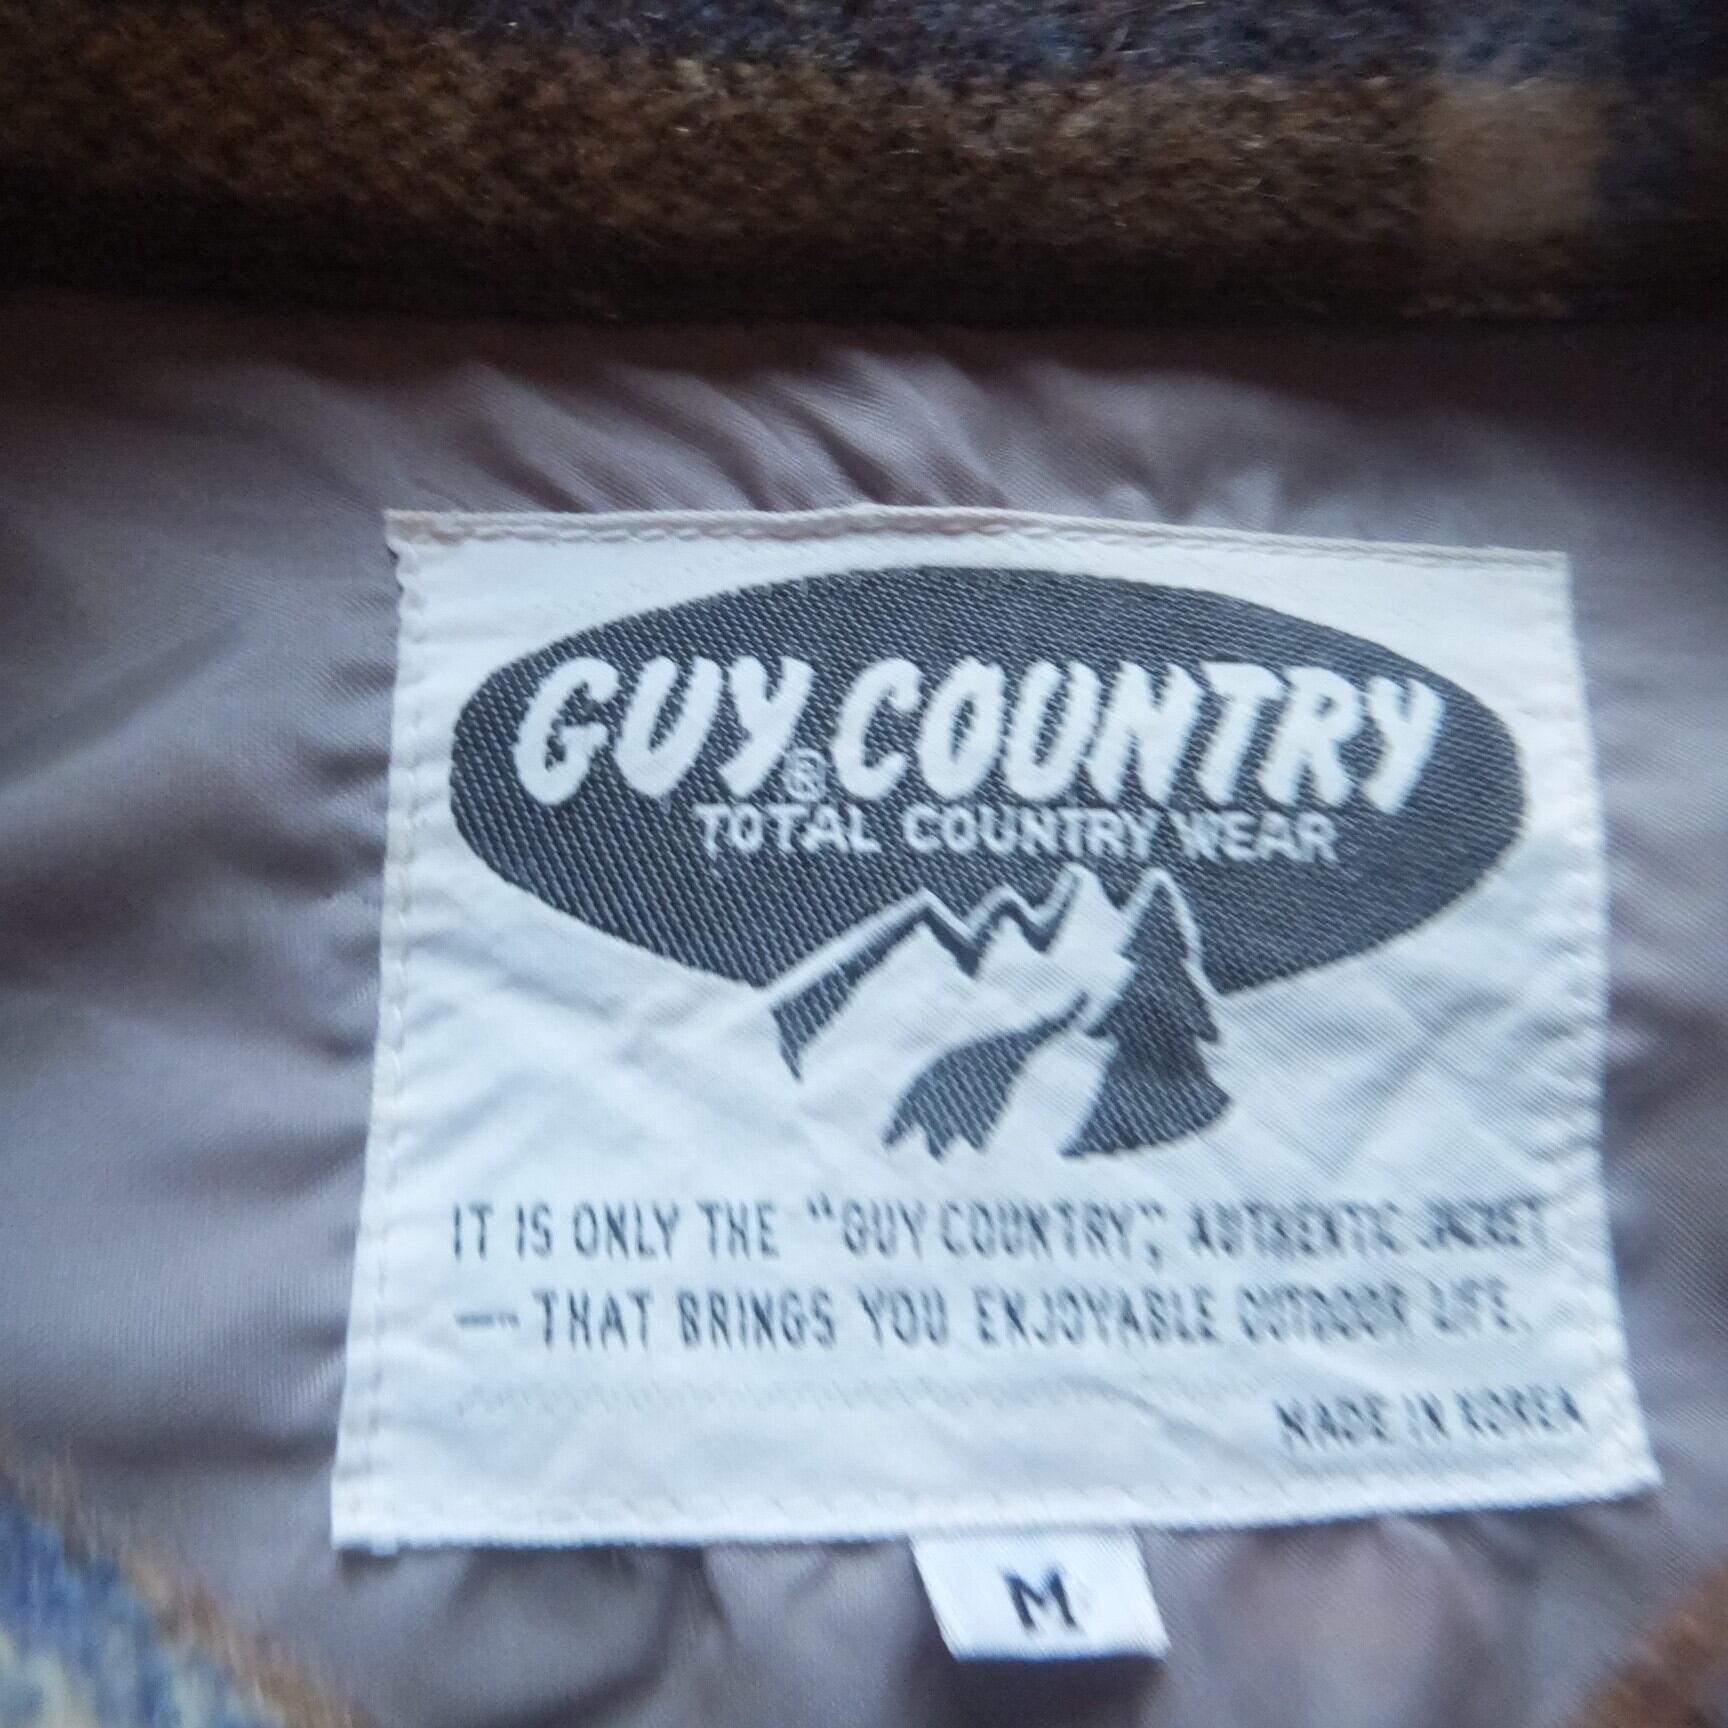 GUY® COUNTRY
TOTAL COUNTRY WEAR
IT IS ONLY THE "GUY COUNTRY," AUTHENTIC JACKET
— THAT BRINGS YOU ENJOYABLE OUTDOOR LIFE.
MADE IN KOREA
M